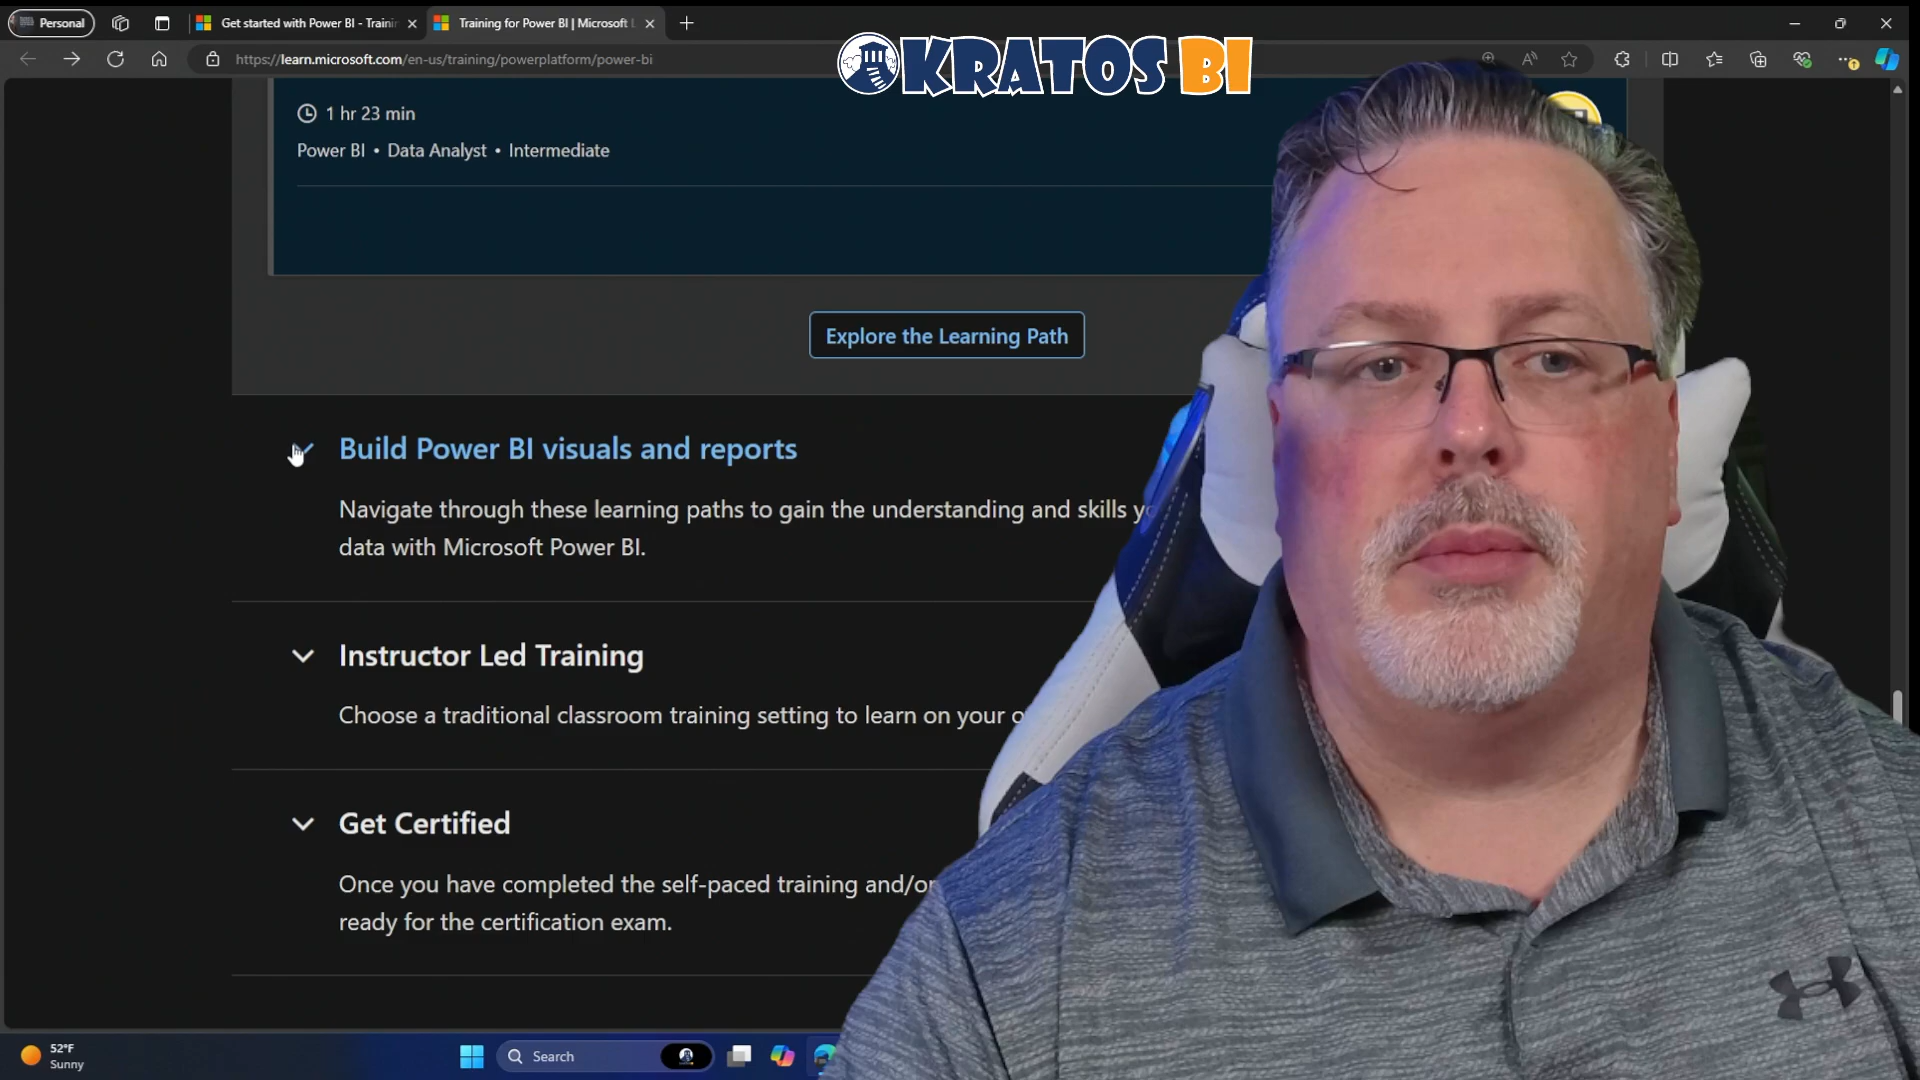 Personal
Get started with Power BI - Traini
Training for Power BI | Microsoft L
https://learn.microsoft.com/en-us/training/powerplatform/power-bi
KRATOS BI
1 hr 23 min
Power BI • Data Analyst • Intermediate
Explore the Learning Path
Build Power BI visuals and reports
Navigate through these learning paths to gain the understanding and skills yo
data with Microsoft Power BI.
Instructor Led Training
Choose a traditional classroom training setting to learn on your o
Get Certified
Once you have completed the self-paced training and/or
ready for the certification exam.
52°F
Sunny
Search